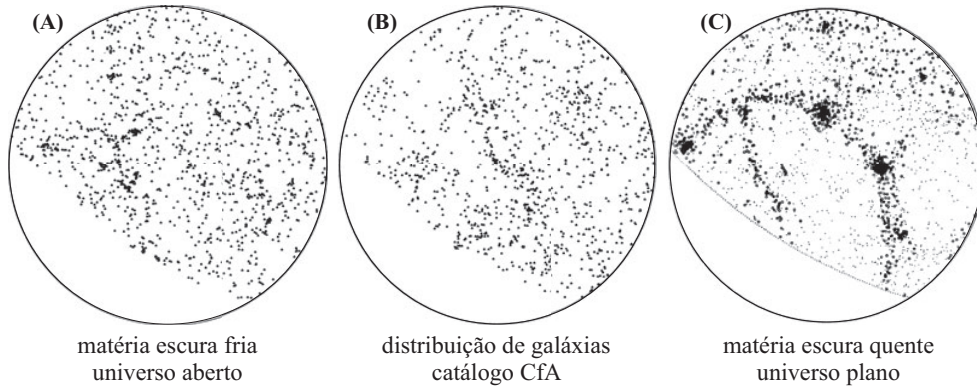 (A)
(B)
(C)
matéria escura fria
universo aberto
distribuição de galáxias
catálogo CfA
matéria escura quente
universo plano